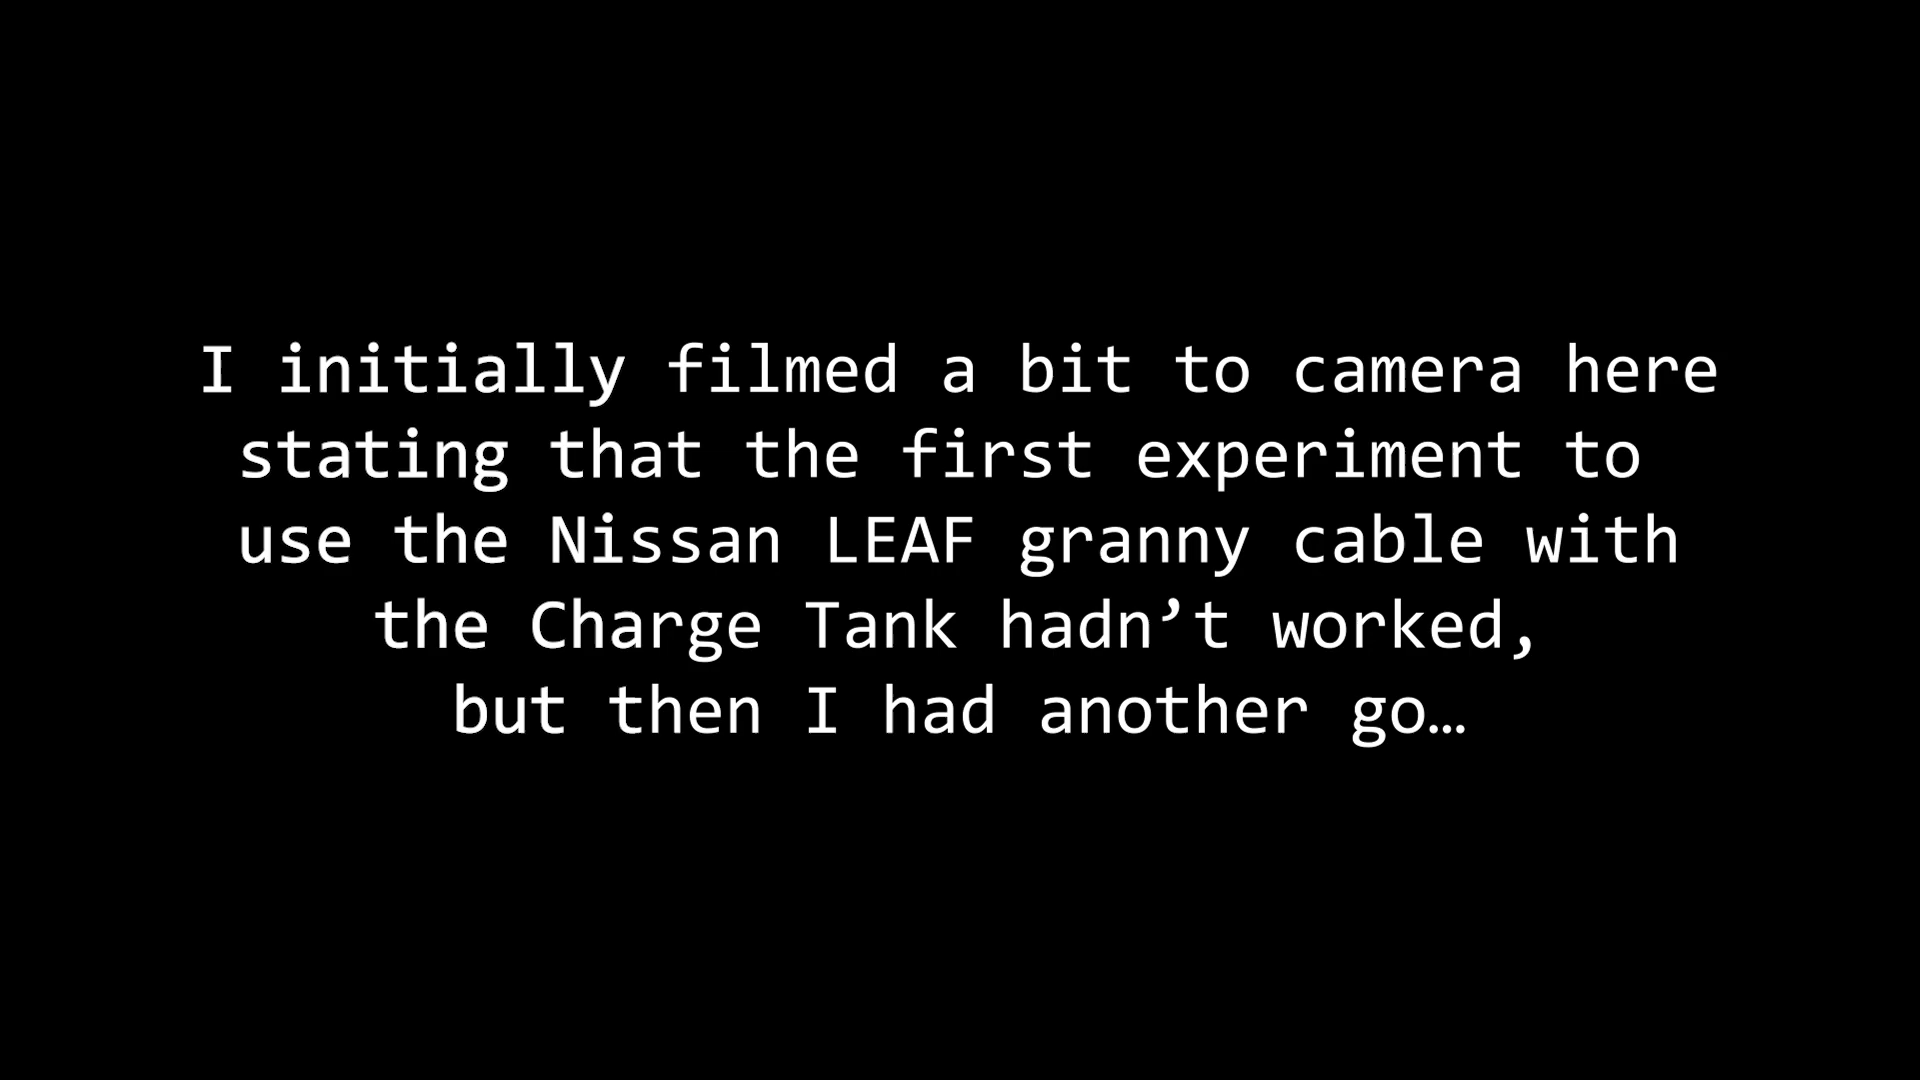 I initially filmed a bit to camera here
stating that the first experiment to
use the Nissan LEAF granny cable with
the Charge Tank hadn’t worked,
but then I had another go…